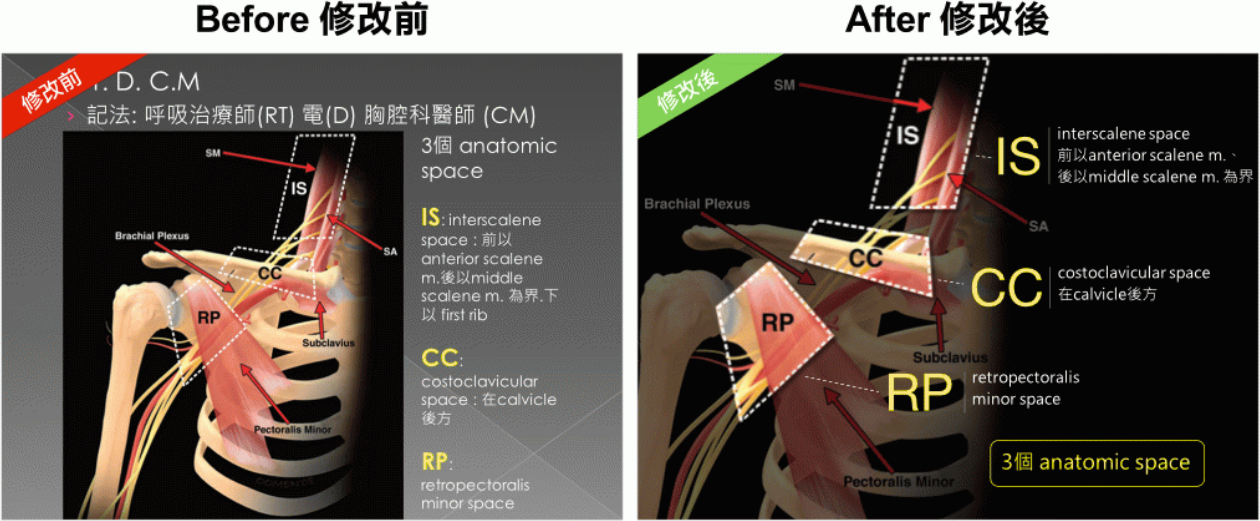 Before 修改前
After 修改後
修改前
T. D. C.M
記法: 呼吸治療師(RT) 電(D) 胸腔科醫師 (CM)
SM
IS
Brachial Plexus
SA
CC
RP
Subclavius
Pectoralis Minor
3個 anatomic
space
IS: interscalene
space : 前以
anterior scalene
m.後以middle
scalene m. 為界.下
以 first rib
CC:
costoclavicular
space : 在calvicle
後方
RP:
retropectoralis
minor space
修改後
SM
IS
Brachial Plexus
SA
CC
RP
Subclavius
Pectoralis Minor
IS
interscalene space
前以anterior scalene m.、
後以middle scalene m. 為界
CC
costoclavicular space
在calvicle後方
RP
retropectoralis
minor space
3個 anatomic space